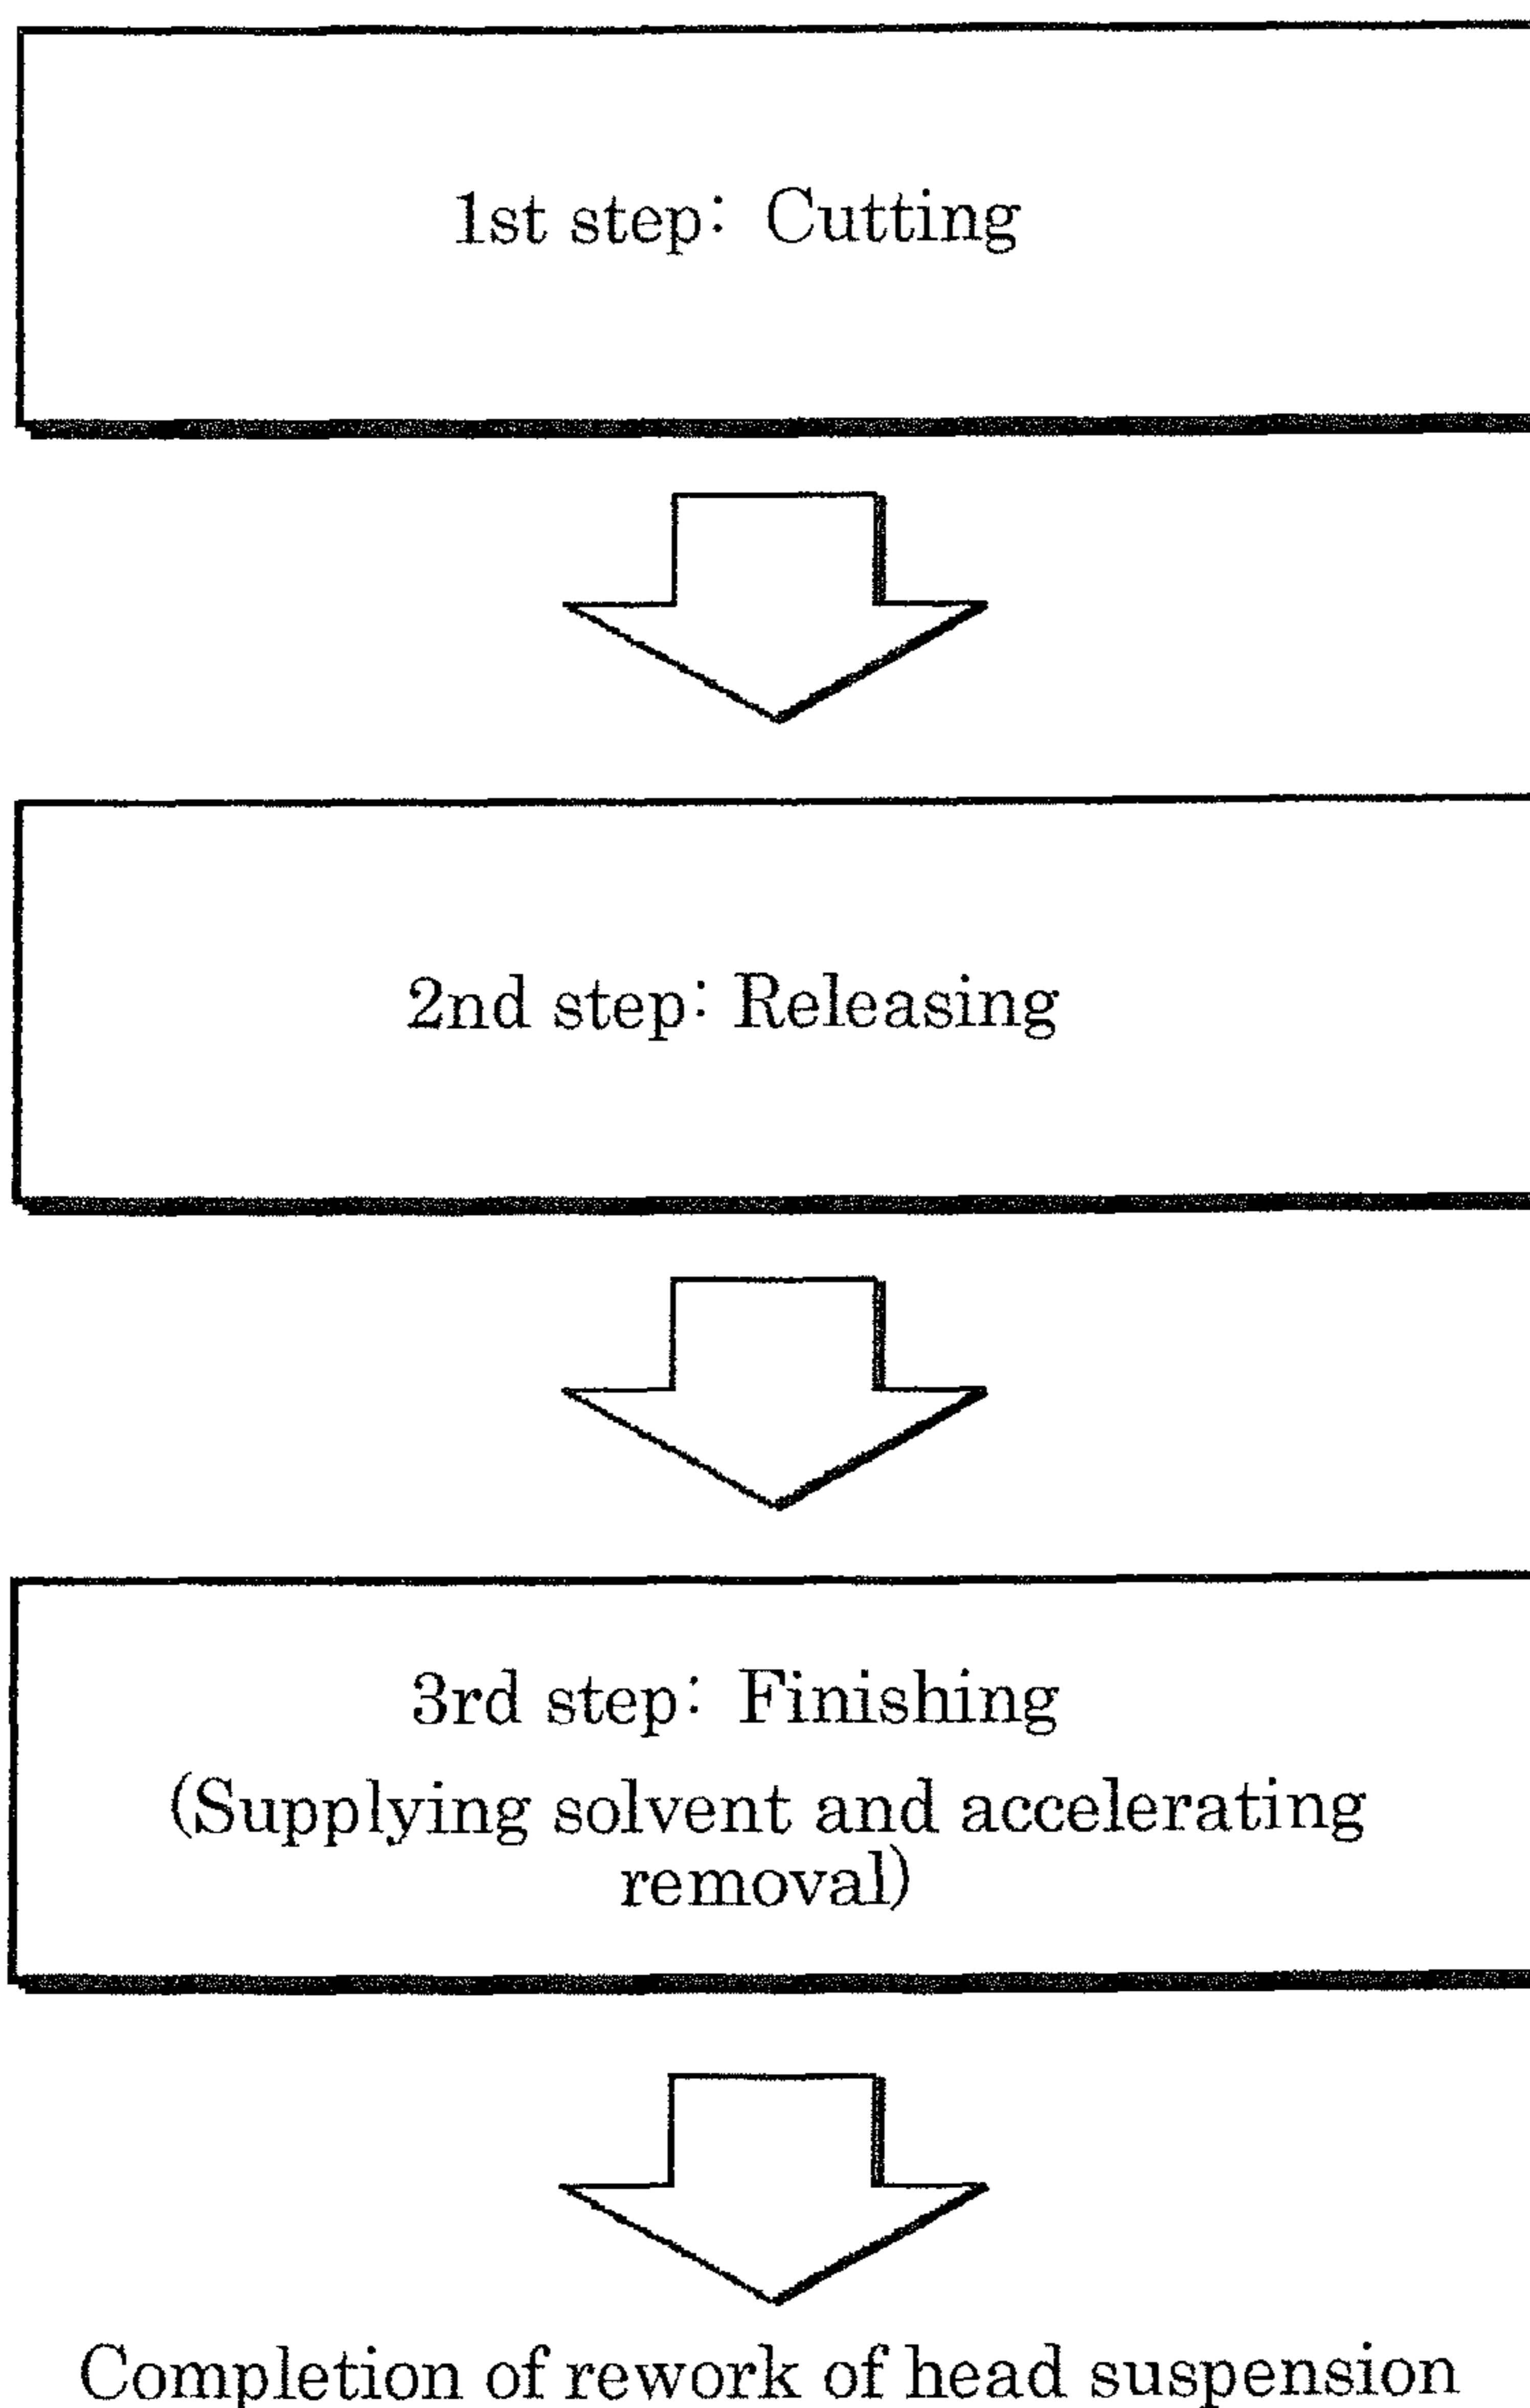 1st step: Cutting
2nd step: Releasing
3rd step: Finishing
(Supplying solvent and accelerating
removal)
Completion of rework of head suspension